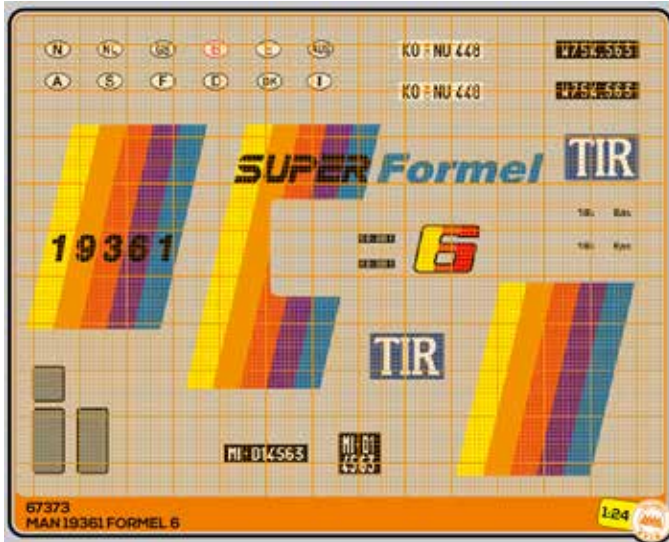 N NL GB B E AUS
A S F D DK I
KO NU 448
KO NU 448
SUPER Formel
TIR
19361
6
TIR
MI·014563
MI·01
4563
67373
MAN 19361 FORMEL 6
1:24